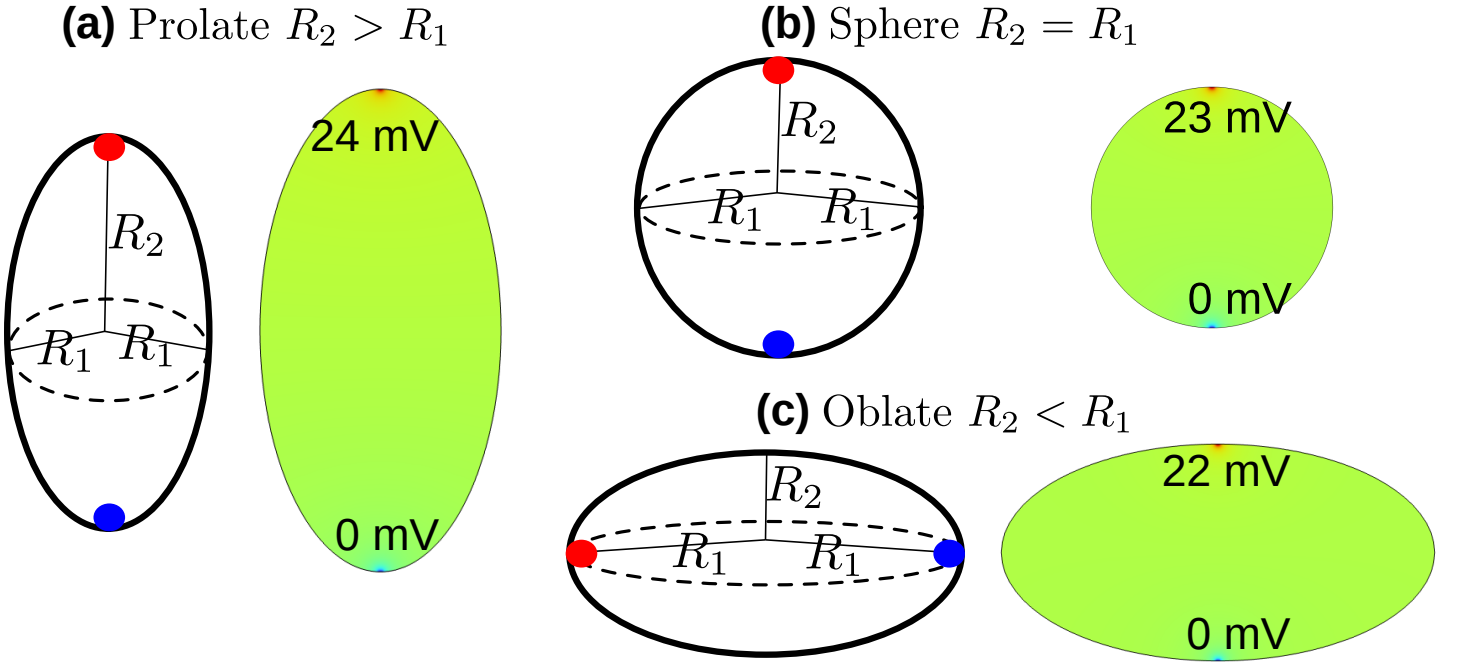 (a) Prolate R₂ > R₁
24 mV
R₂
R₁ R₁
0 mV
(b) Sphere R₂ = R₁
R₂
R₁ R₁
23 mV
0 mV
(c) Oblate R₂ < R₁
R₂
R₁ R₁
22 mV
0 mV